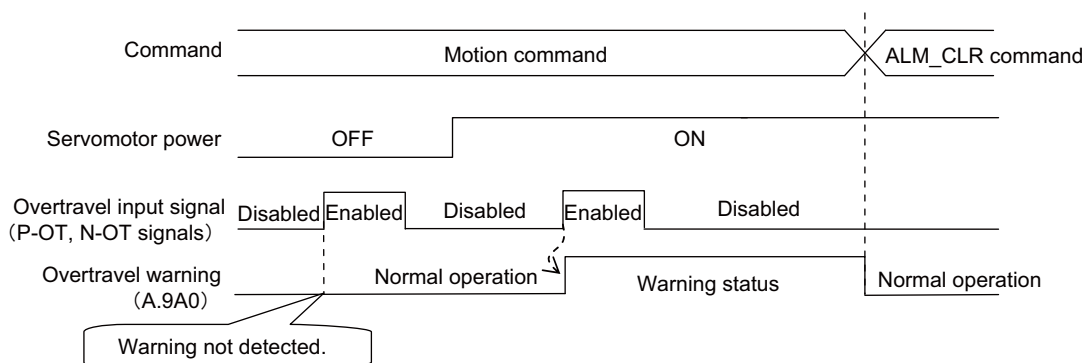 Command
Motion command
ALM_CLR command
Servomotor power
OFF
ON
Overtravel input signal
(P-OT, N-OT signals)
Disabled
Enabled
Disabled
Enabled
Disabled
Overtravel warning
(A.9A0)
Normal operation
Warning status
Normal operation
Warning not detected.